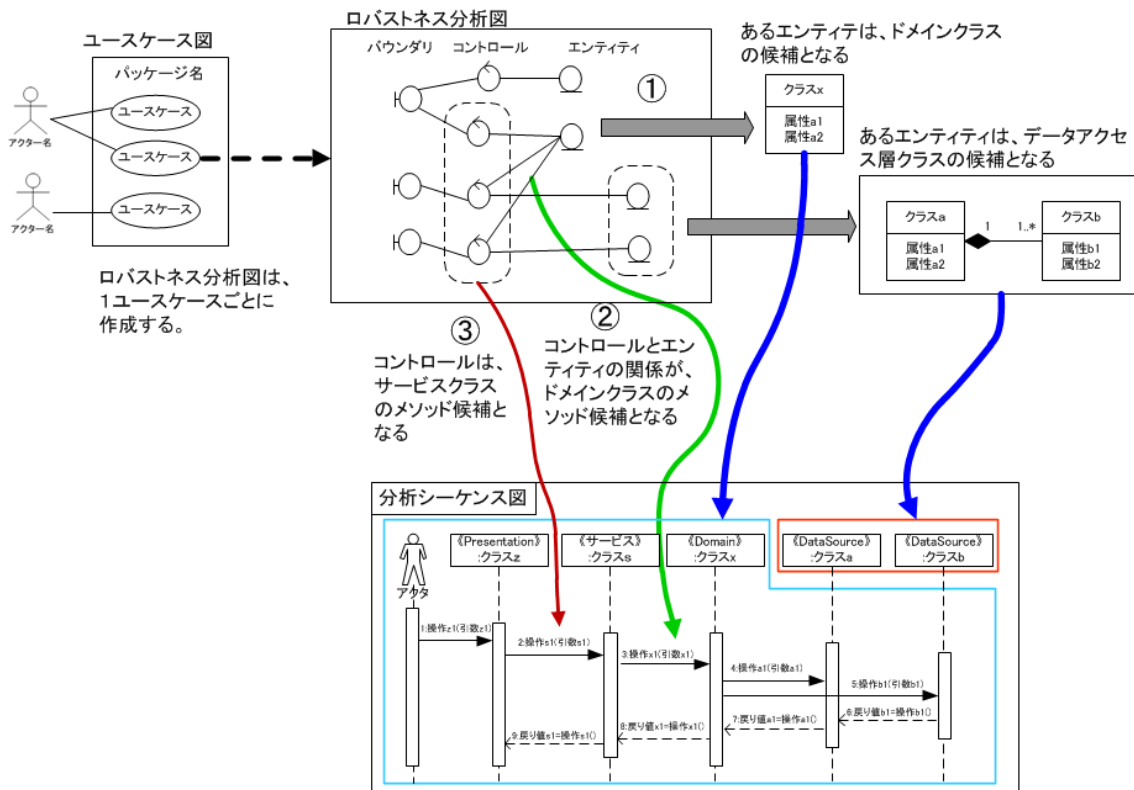 ユースケース図
パッケージ名
ユースケース
ユースケース
ユースケース
アクター名
アクター名
ロバストネス分析図は、
1ユースケースごとに
作成する。
ロバストネス分析図
バウンダリ
コントロール
エンティティ
①
あるエンティテは、ドメインクラス
の候補となる
クラスx
属性a1
属性a2
あるエンティティは、データアクセ
ス層クラスの候補となる
クラスa
属性a1
属性a2
1
1..*
クラスb
属性b1
属性b2
③
コントロールは、
サービスクラス
のメソッド候補と
なる
②
コントロールとエン
ティティの関係が、
ドメインクラスのメ
ソッド候補となる
分析シーケンス図
アクタ
《Presentation》
:クラスz
《サービス》
:クラスs
《Domain》
:クラスx
《DataSource》
:クラスa
《DataSource》
:クラスb
1:操作z1(引数z1)
2:操作s1(引数s1)
3:操作x1(引数x1)
4:操作a1(引数a1)
5:操作b1(引数b1)
6:戻り値b1=操作b1()
7:戻り値a1=操作a1()
8:戻り値x1=操作x1()
9:戻り値s1=操作s1()